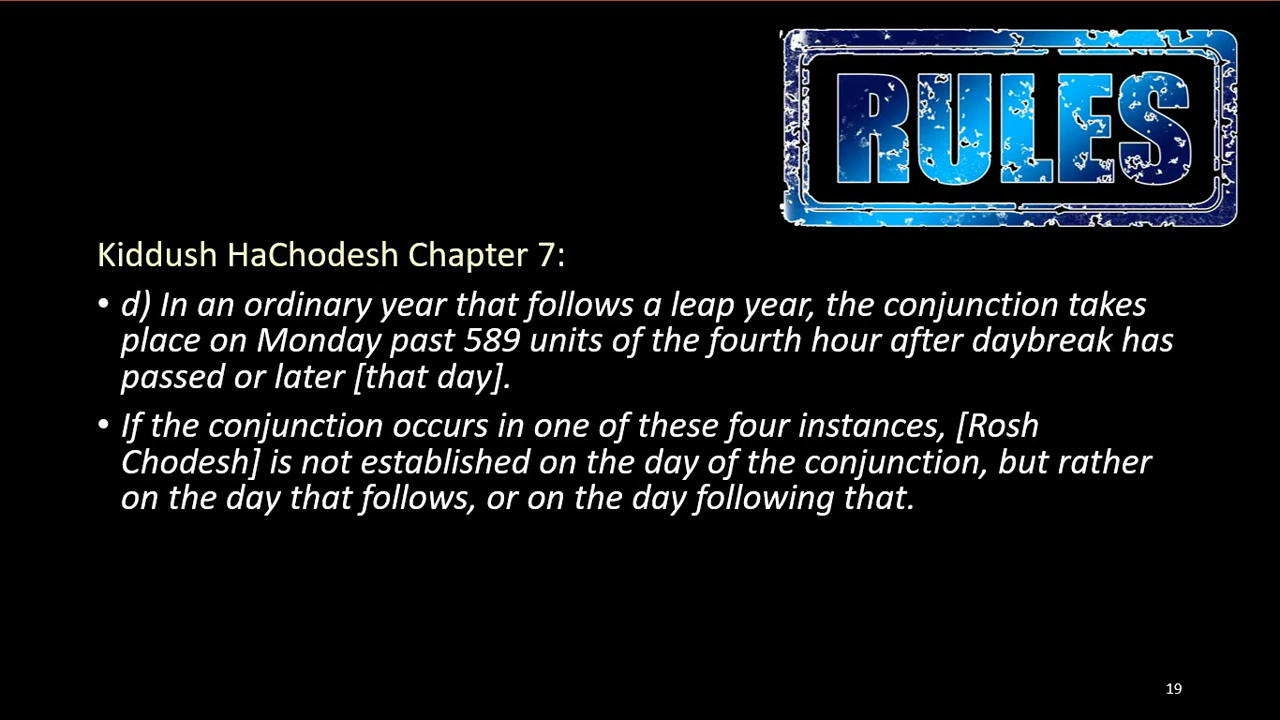 RULES
Kiddush HaChodesh Chapter 7:
• d) In an ordinary year that follows a leap year, the conjunction takes
place on Monday past 589 units of the fourth hour after daybreak has
passed or later [that day].
• If the conjunction occurs in one of these four instances, [Rosh
Chodesh] is not established on the day of the conjunction, but rather
on the day that follows, or on the day following that.
19